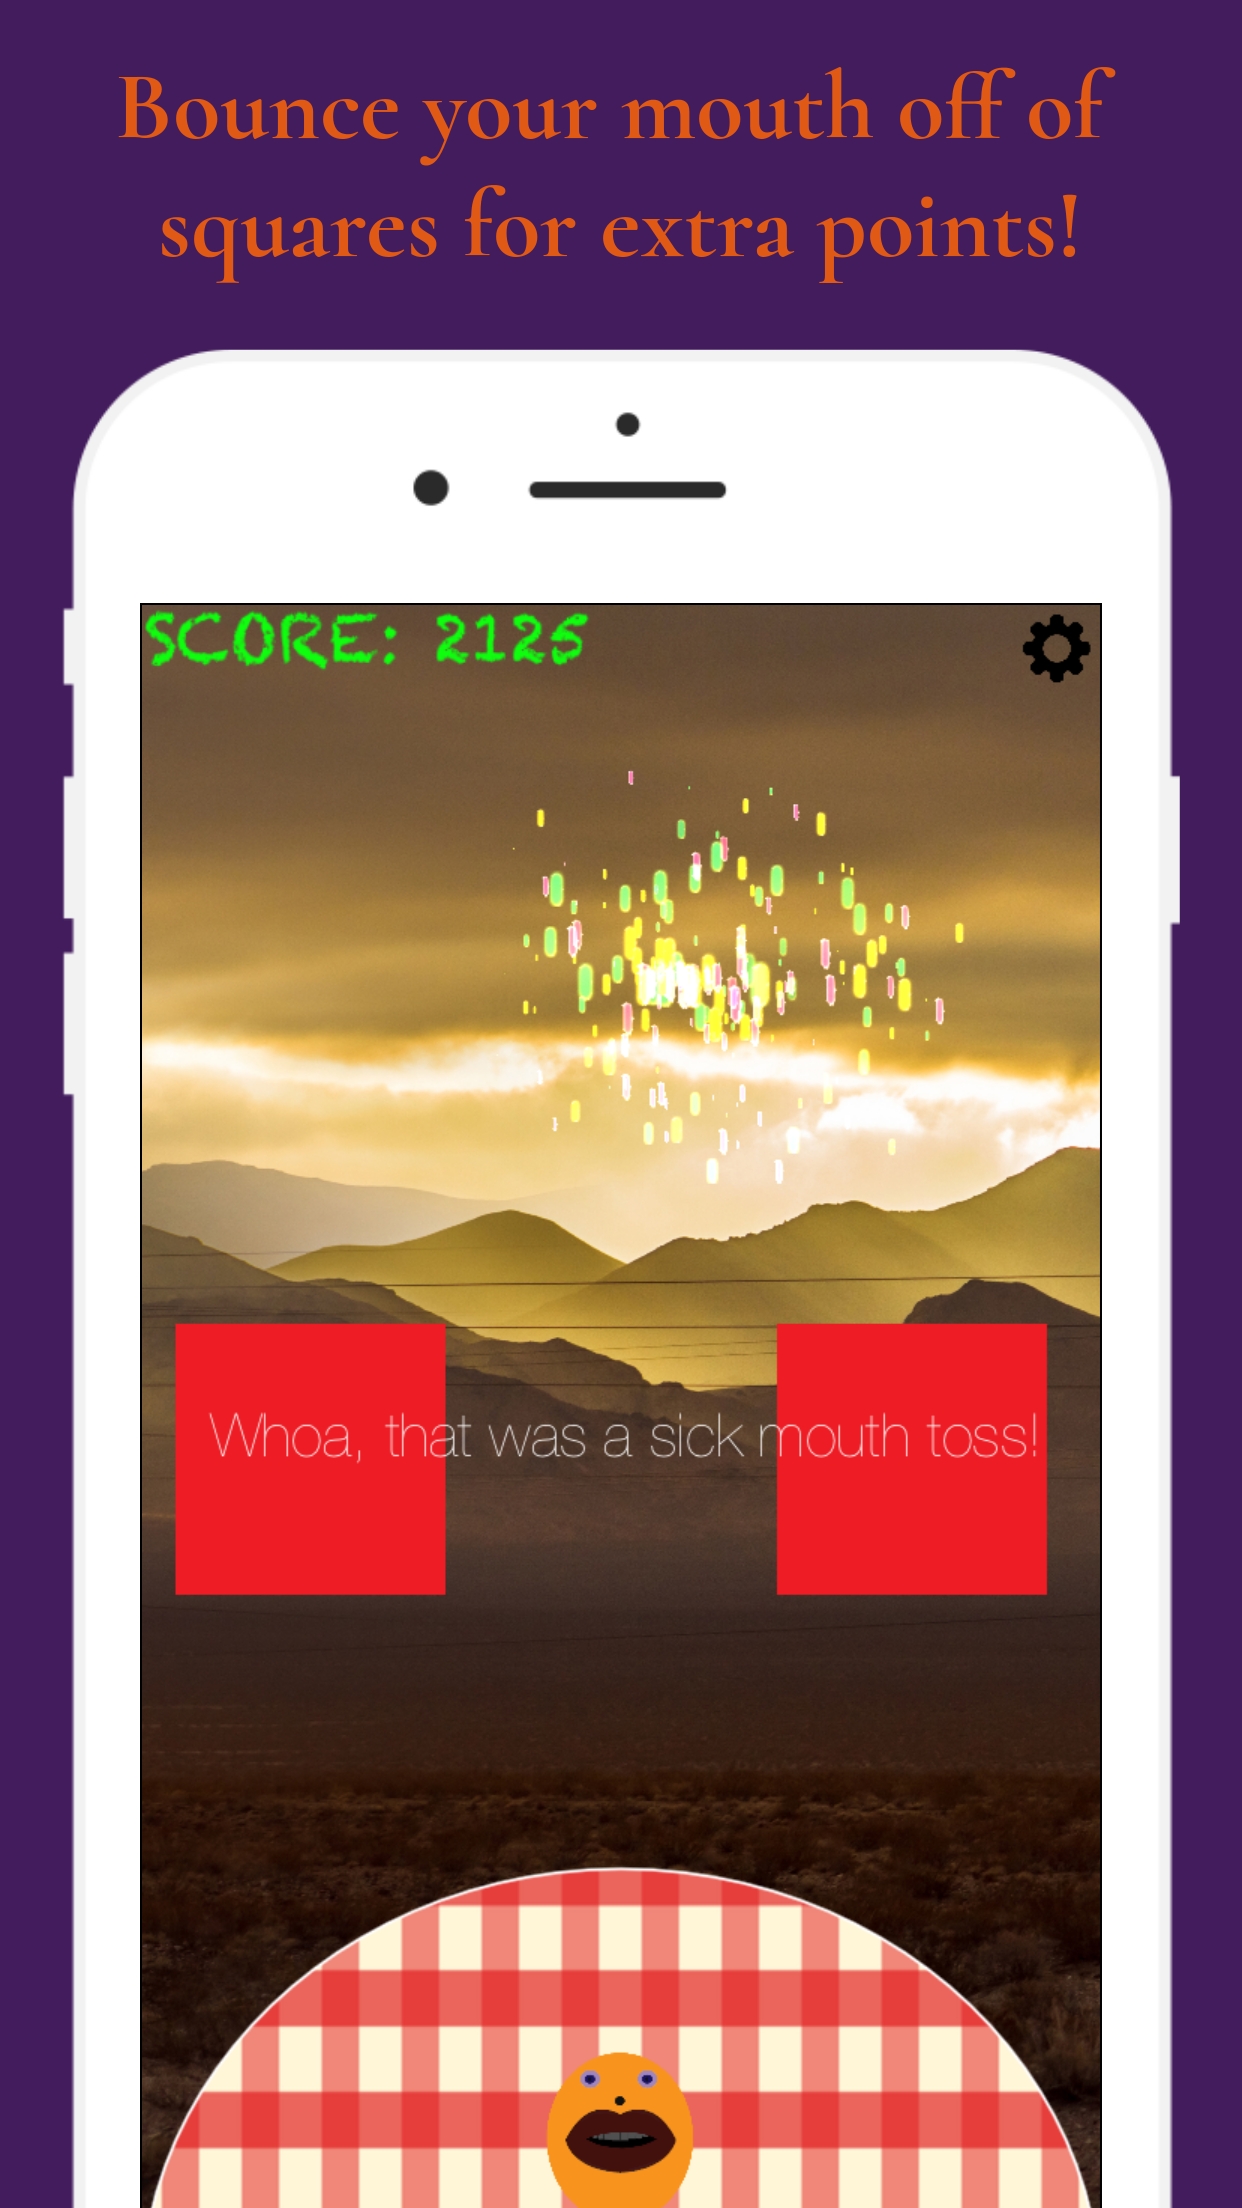 Bounce your mouth off of
squares for extra points!
SCORE: 2125
Whoa, that was a sick mouth toss!